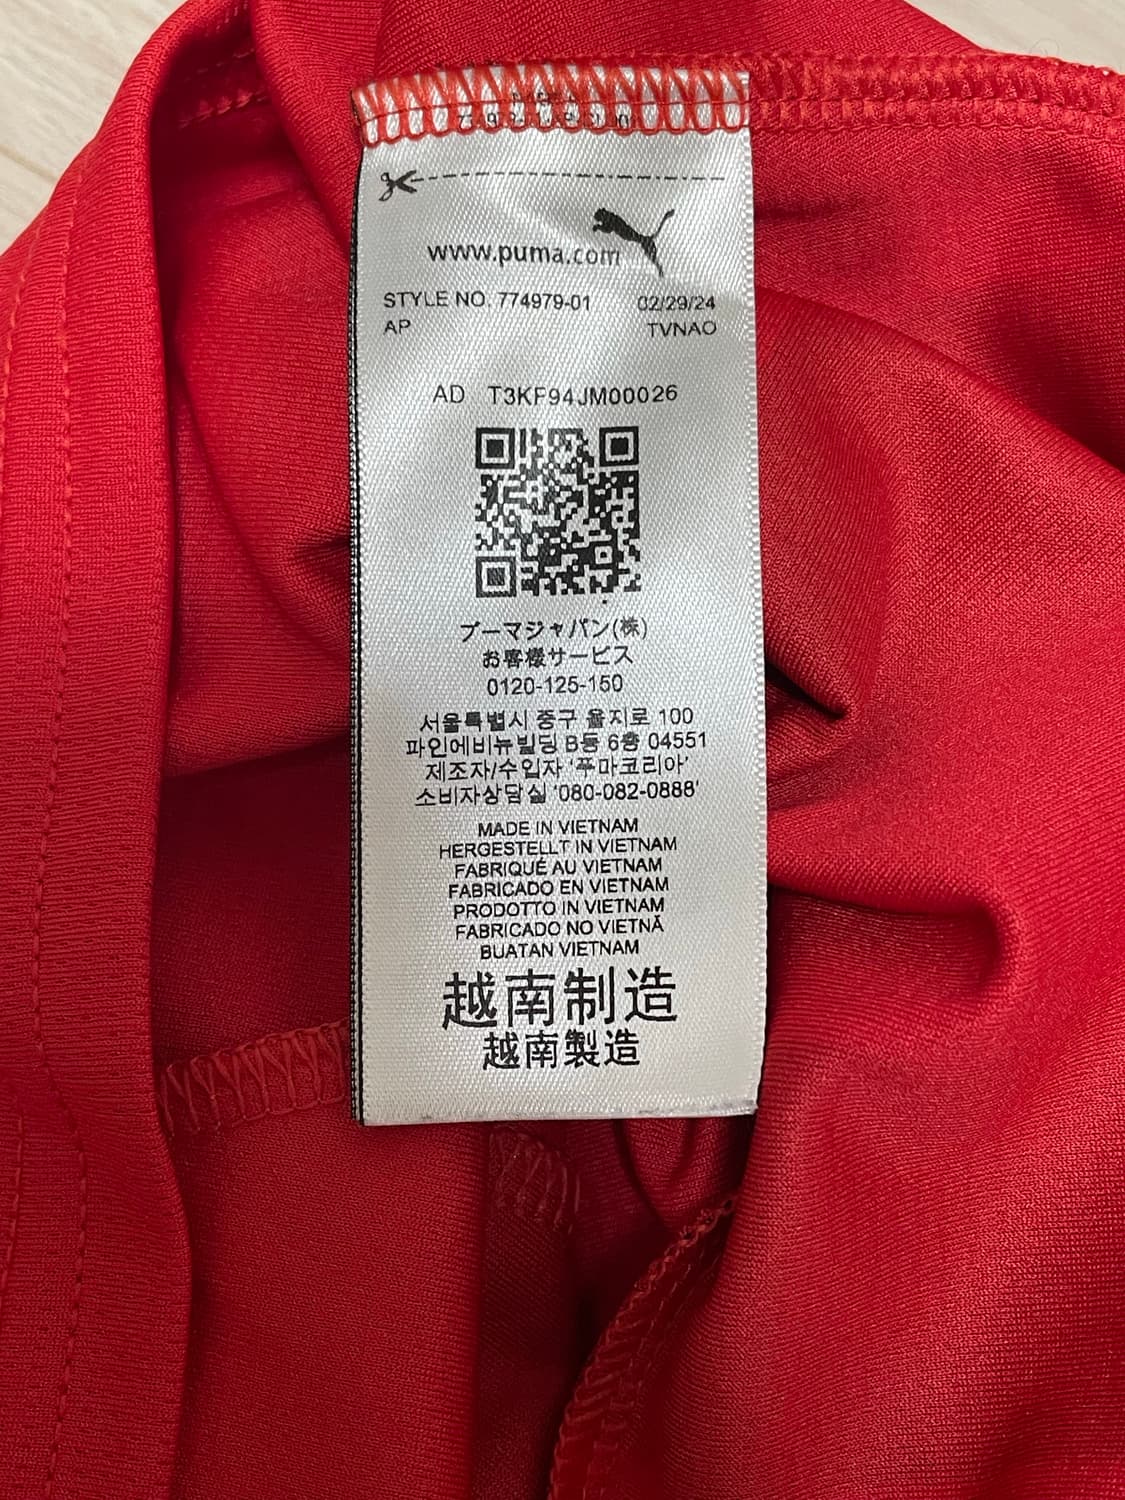 www.puma.com
STYLE NO. 774979-01 02/29/24
AP TVNAO
AD T3KF94JM00026
プーマジャパン(株)
お客様サービス
0120-125-150
서울특별시 중구 을지로 100
파인에비뉴빌딩 B동 6층 04551
제조자/수입자 '푸마코리아'
소비자상담실 '080-082-0888'
MADE IN VIETNAM
HERGESTELLT IN VIETNAM
FABRIQUÉ AU VIETNAM
FABRICADO EN VIETNAM
PRODOTTO IN VIETNAM
FABRICADO NO VIETNÃ
BUATAN VIETNAM
越南制造
越南製造